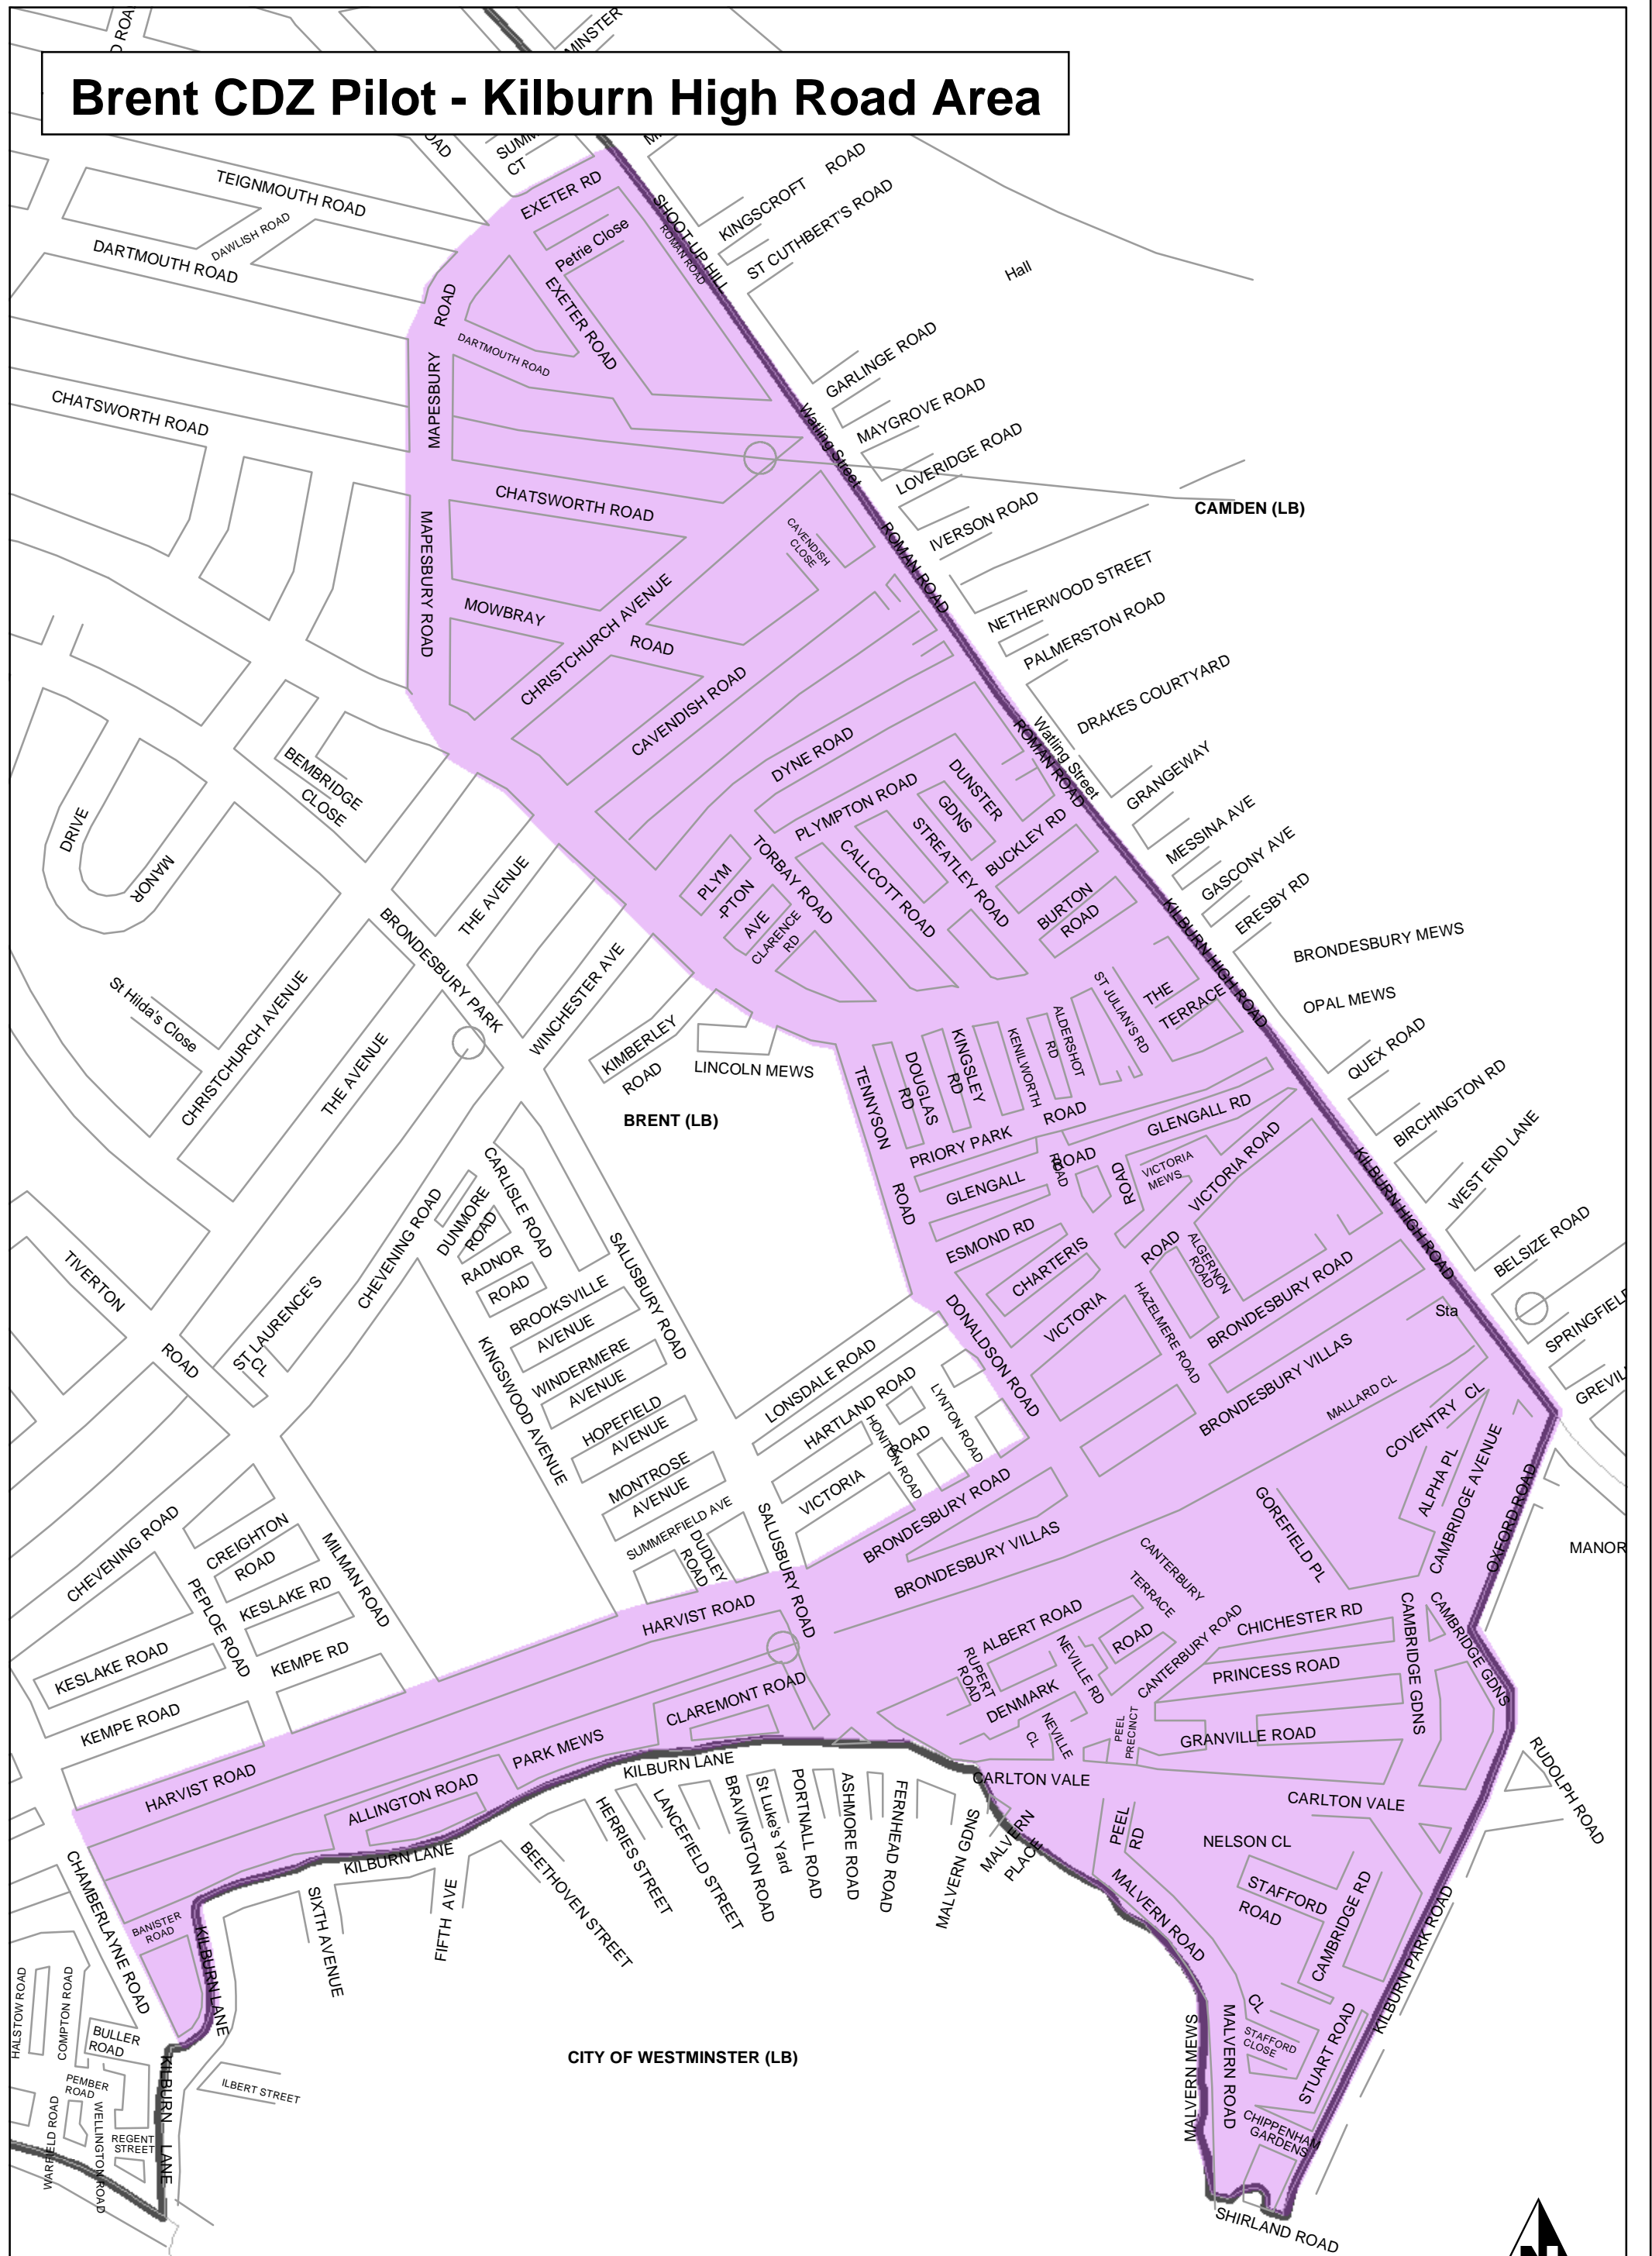 Brent CDZ Pilot - Kilburn High Road Area
EXETER RD
TEIGNMOUTH ROAD
DAWLISH ROAD
DARTMOUTH ROAD
CT
Petrie Close
SHOOT-UP HILL
ROMAN ROAD
KINGSCROFT
ROAD
ST CUTHBERT'S ROAD
Hall
ROAD
MAPESBURY
DARTMOUTH ROAD
EXETER ROAD
GARLINGE ROAD
MAYGROVE ROAD
LOVERIDGE ROAD
Watling Street
CHATSWORTH ROAD
CHATSWORTH ROAD
CAVENDISH
CLOSE
IVERSON ROAD
CAMDEN (LB)
ROMAN ROAD
MAPESBURY ROAD
MOWBRAY
ROAD
CHRISTCHURCH AVENUE
NETHERWOOD STREET
PALMERSTON ROAD
DRAKES COURTYARD
CAVENDISH ROAD
DYNE ROAD
Watling Street
ROMAN ROAD
BEMBRIDGE
CLOSE
DRIVE
MANOR
GRANGEWAY
MESSINA AVE
GASCONY AVE
ERESBY RD
PLYMPTON ROAD
DUNSTER
GDNS
BUCKLEY RD
STREATLEY ROAD
CALLCOTT ROAD
TORBAY ROAD
PLYM
-PTON
AVE
CLARENCE
RD
BURTON
ROAD
THE AVENUE
BRONDESBURY PARK
WINCHESTER AVE
KILBURN HIGH ROAD
BRONDESBURY MEWS
OPAL MEWS
St Hilda's Close
CHRISTCHURCH AVENUE
THE AVENUE
KIMBERLEY
ROAD
LINCOLN MEWS
BRENT (LB)
THE
TERRACE
ST JULIAN'S RD
ALDERSHOT
RD
KENILWORTH
KINGSLEY
RD
DOUGLAS
RD
TENNYSON
ROAD
PRIORY PARK
ROAD
GLENGALL RD
GLENGALL
ROAD
ROAD
ROAD
VICTORIA
MEWS
VICTORIA ROAD
QUEX ROAD
BIRCHINGTON RD
WEST END LANE
BELSIZE ROAD
KILBURN HIGH ROAD
ESMOND RD
CHARTERIS
ROAD
VICTORIA
ALGERNON
ROAD
HAZELMERE ROAD
BRONDESBURY ROAD
BRONDESBURY VILLAS
Sta
MALLARD CL
COVENTRY CL
DONALDSON ROAD
CARLISLE ROAD
DUNMORE
ROAD
RADNOR
ROAD
CHEVENING ROAD
SALUSBURY ROAD
BROOKSVILLE
AVENUE
WINDERMERE
AVENUE
HOPEFIELD
AVENUE
MONTROSE
AVENUE
KINGSWOOD AVENUE
SUMMERFIELD AVE
DUDLEY
ROAD
TIVERTON
ROAD
ST LAURENCE'S
CL
LONSDALE ROAD
HARTLAND ROAD
HONITON ROAD
LYNTON ROAD
VICTORIA
ROAD
SALUSBURY ROAD
BRONDESBURY ROAD
BRONDESBURY VILLAS
ALPHA PL
CAMBRIDGE AVENUE
OXFORD ROAD
GOREFIELD PL
CHEVENING ROAD
CREIGHTON
ROAD
PEPLOE ROAD
KESLAKE RD
MILMAN ROAD
KEMPE RD
KESLAKE ROAD
KEMPE ROAD
HARVIST ROAD
HARVIST ROAD
CLAREMONT ROAD
PARK MEWS
ALLINGTON ROAD
KILBURN LANE
KILBURN LANE
ALBERT ROAD
CANTERBURY
TERRACE
ROAD
CANTERBURY ROAD
RUPERT
ROAD
DENMARK
NEVILLE RD
NEVILLE
CL
PEEL
PRECINCT
CHICHESTER RD
PRINCESS ROAD
GRANVILLE ROAD
CAMBRIDGE GDNS
CAMBRIDGE GDNS
CARLTON VALE
CARLTON VALE
RUDOLPH ROAD
PEEL
RD
NELSON CL
STAFFORD
ROAD
CAMBRIDGE RD
KILBURN PARK ROAD
MALVERN ROAD
MALVERN
PLACE
MALVERN GDNS
FERNHEAD ROAD
ASHMORE ROAD
PORTNALL ROAD
St Luke's Yard
BRAVINGTON ROAD
LANCEFIELD STREET
HERRIES STREET
BEETHOVEN STREET
FIFTH AVE
SIXTH AVENUE
CHAMBERLAYNE ROAD
BANISTER
ROAD
KILBURN LANE
HALSTOW ROAD
COMPTON ROAD
BULLER
ROAD
PEMBER
ROAD
WARFIELD ROAD
WELLINGTON ROAD
REGENT
STREET
KILBURN LANE
ILBERT STREET
CITY OF WESTMINSTER (LB)
CL
STAFFORD
CLOSE
STUART ROAD
MALVERN MEWS
MALVERN ROAD
CHIPPENHAM
GARDENS
SHIRLAND ROAD
N